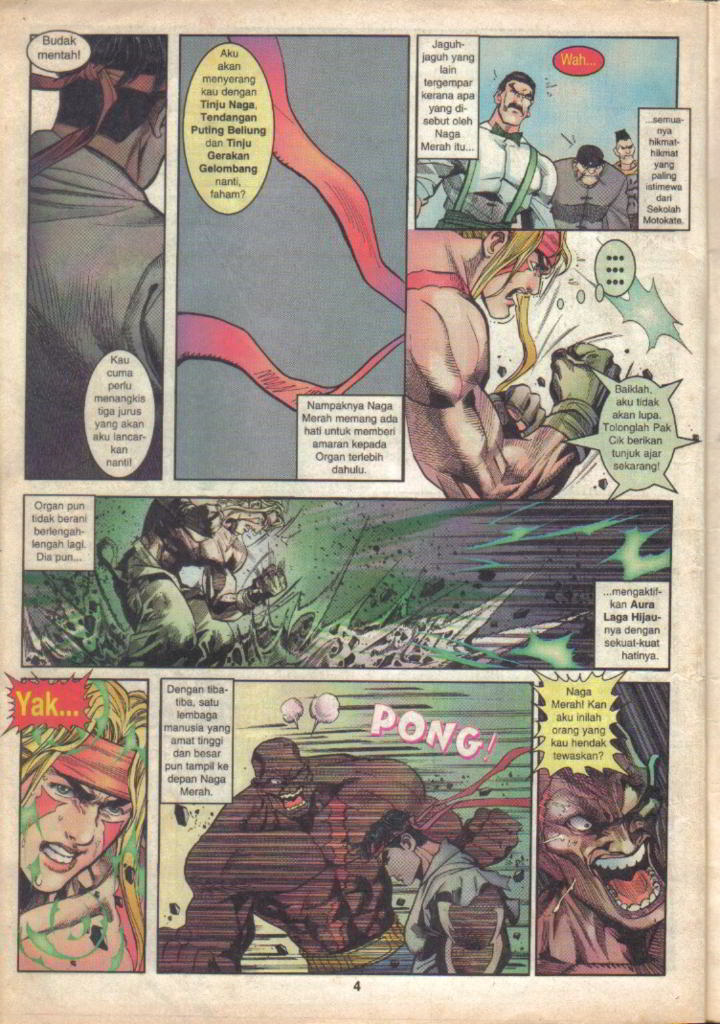 Budak
mentah!
Kau
cuma
perlu
menangkis
tiga jurus
yang akan
aku lancar-
kan
nanti!
Aku
akan
menyerang
kau dengan
Tinju Naga,
Tendangan
Puting Beliung
dan Tinju
Gerakan
Gelombang
nanti,
faham?
Nampaknya Naga
Merah memang ada
hati untuk memberi
amaran kepada
Organ terlebih
dahulu.
Jaguh-
jaguh yang
lain
tergempar
kerana apa
yang di-
sebut oleh
Naga
Merah itu...
Wah...
...semua-
nya
hikmat-
hikmat
yang
paling
istimewa
dari
Sekolah
Motokate.
Baiklah,
aku tidak
akan lupa.
Tolonglah Pak
Cik berikan
tunjuk ajar
sekarang!
Organ pun
tidak berani
berlengah-
lengah lagi.
Dia pun...
...mengaktif-
kan Aura
Laga Hijau-
nya dengan
sekuat-kuat
hatinya.
Yak...
Dengan tiba-
tiba, satu
lembaga
manusia yang
amat tinggi
dan besar
pun tampil ke
depan Naga
Merah.
PONG!
Naga
Merah! Kan
aku inilah
orang yang
kau hendak
tewaskan?
4